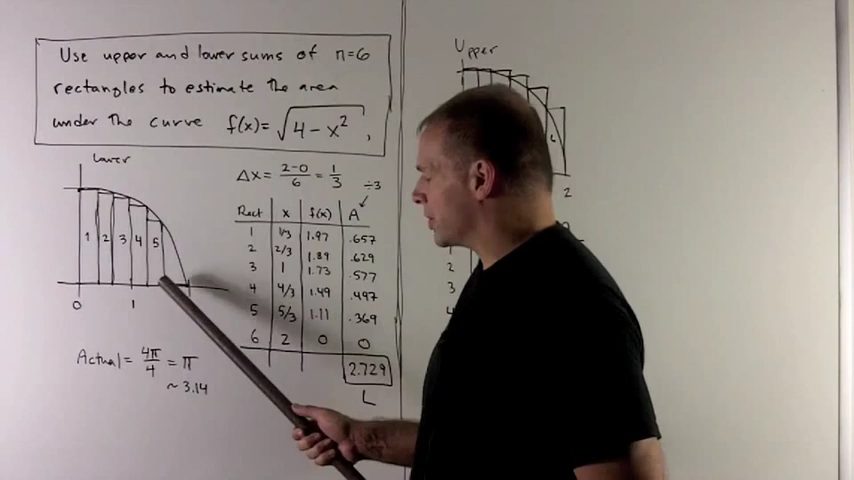 Use upper and lower sums of n=6
rectangles to estimate the area
under the curve f(x)= √(4-x²),
Lower
1 2 3 4 5
0 1
Actual = 4π/4 = π
~ 3.14
Δx = (2-0)/6 = 1/3
÷3
Rect x f(x) A
1 1/3 1.97 .657
2 2/3 1.89 .629
3 1 1.73 .577
4 4/3 1.49 .497
5 5/3 1.11 .369
6 2 0 0
2.729
L
Upper
2
1
2
3